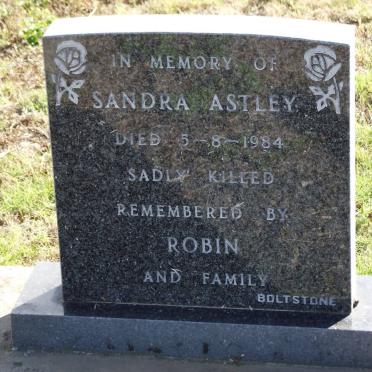 IN MEMORY OF
SANDRA ASTLEY
DIED 5-8-1984
SADLY KILLED
REMEMBERED BY
ROBIN
AND FAMILY
BOLTSTONE